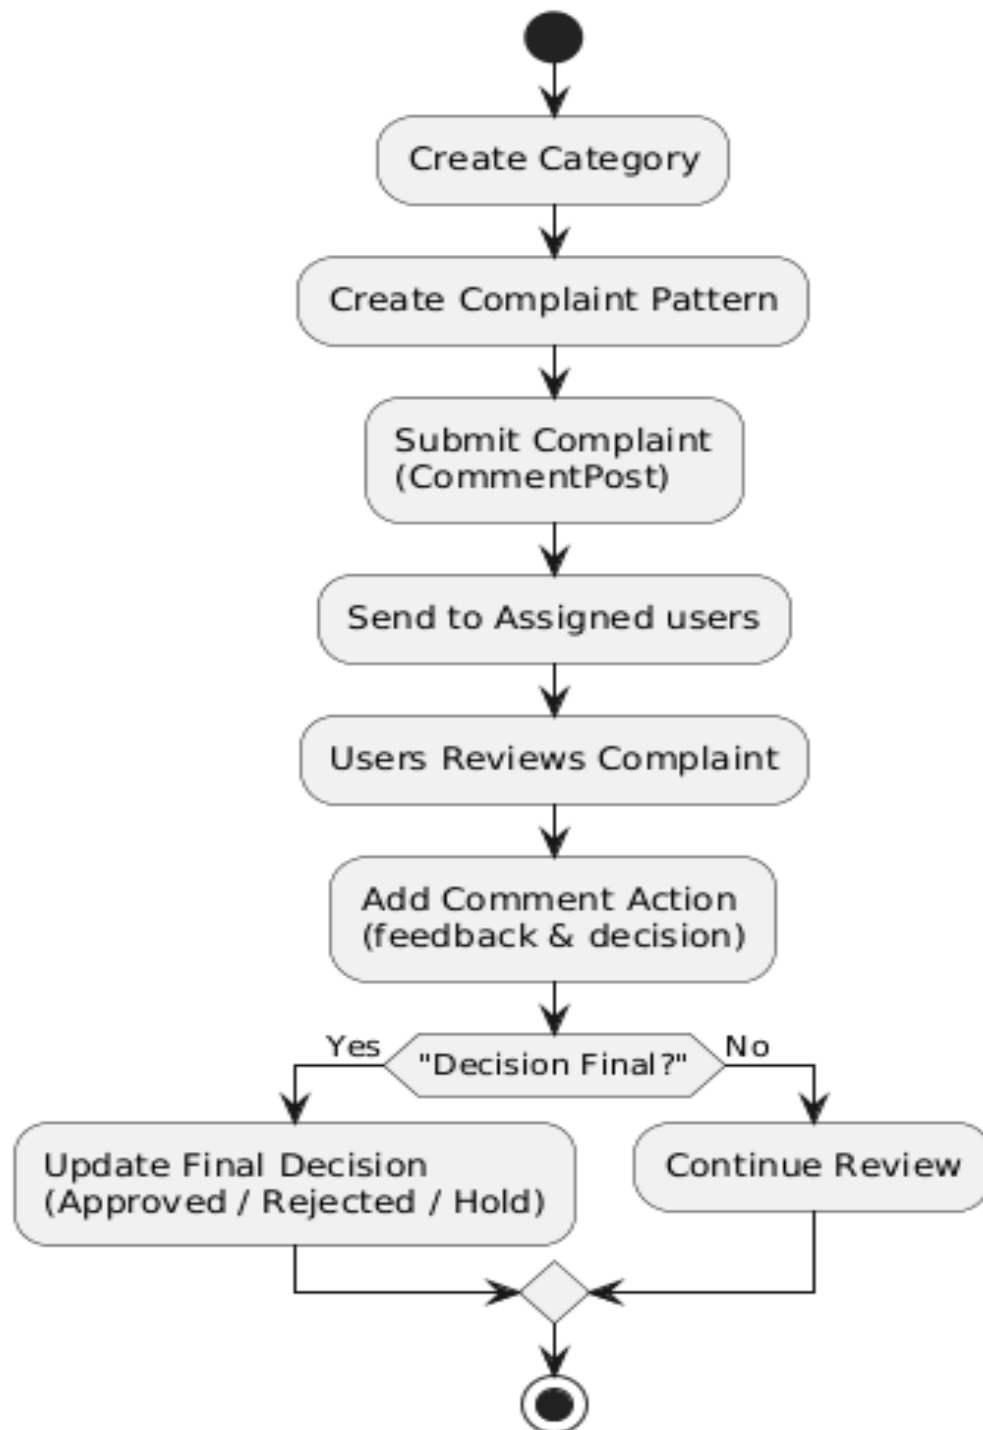 Create Category
Create Complaint Pattern
Submit Complaint
(CommentPost)
Send to Assigned users
Users Reviews Complaint
Add Comment Action
(feedback & decision)
Yes
"Decision Final?"
No
Update Final Decision
(Approved / Rejected / Hold)
Continue Review